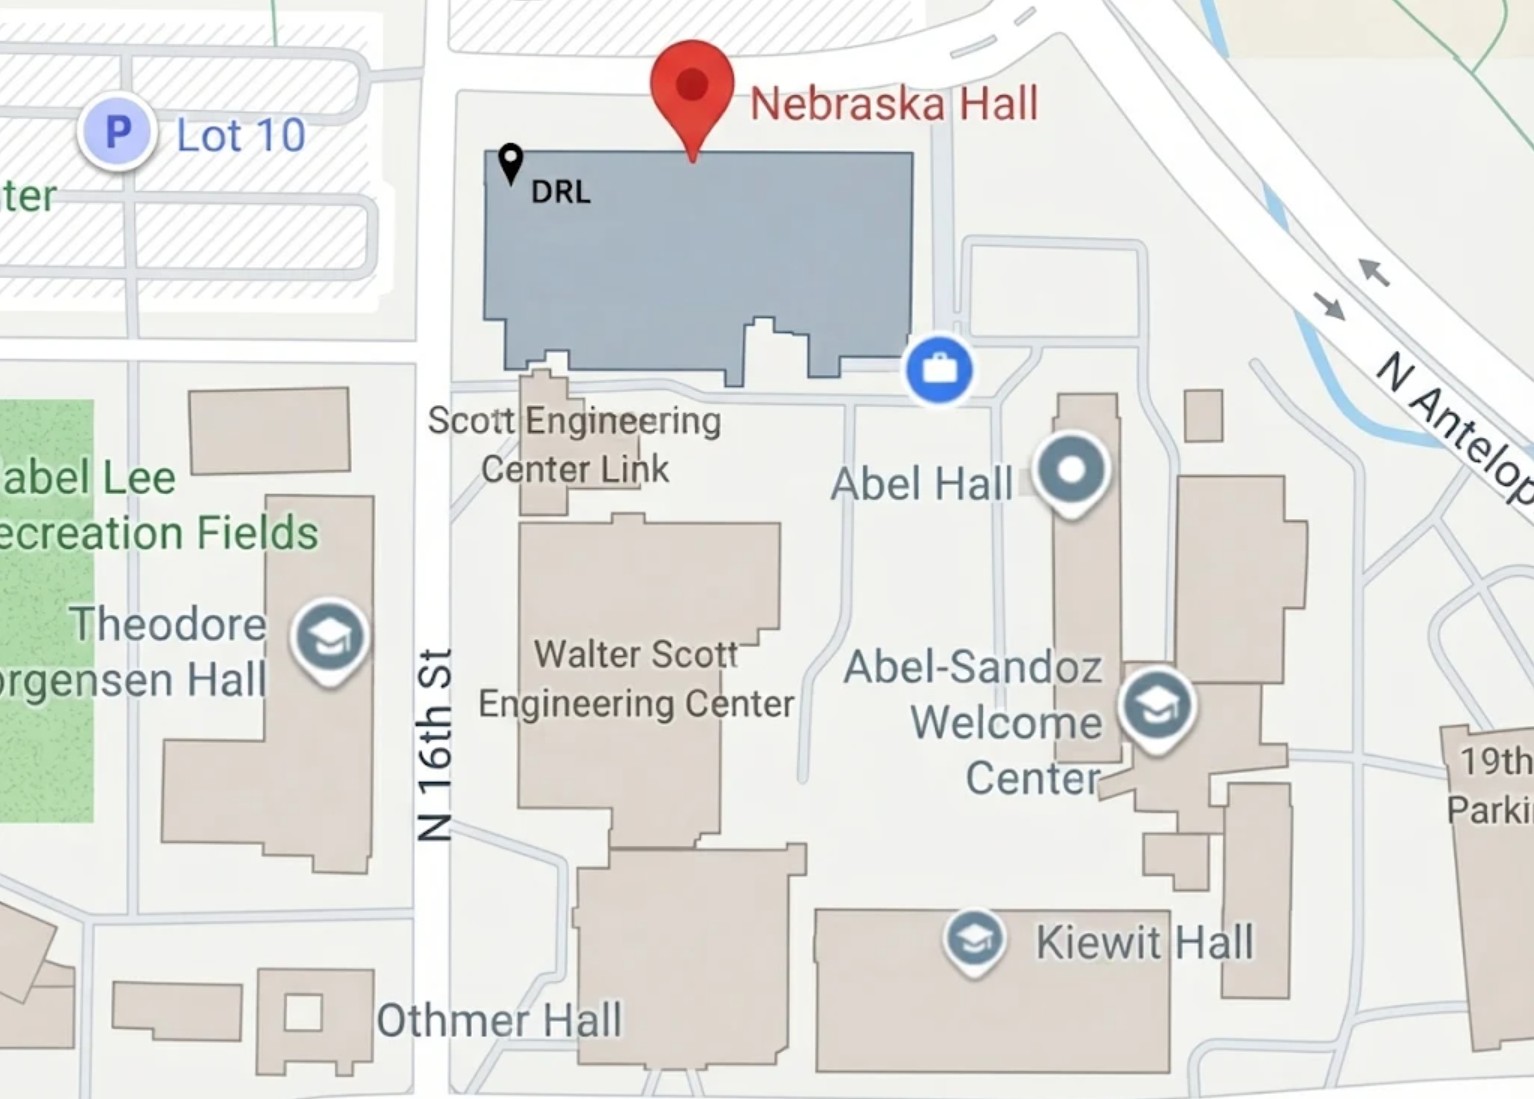 Nebraska Hall
P Lot 10
ter
DRL
Scott Engineering
Center Link
N Antelop
abel Lee
ecreation Fields
Abel Hall
Theodore
orgensen Hall
N 16th St
Walter Scott
Engineering Center
Abel-Sandoz
Welcome
Center
19th
Parki
Kiewit Hall
Othmer Hall